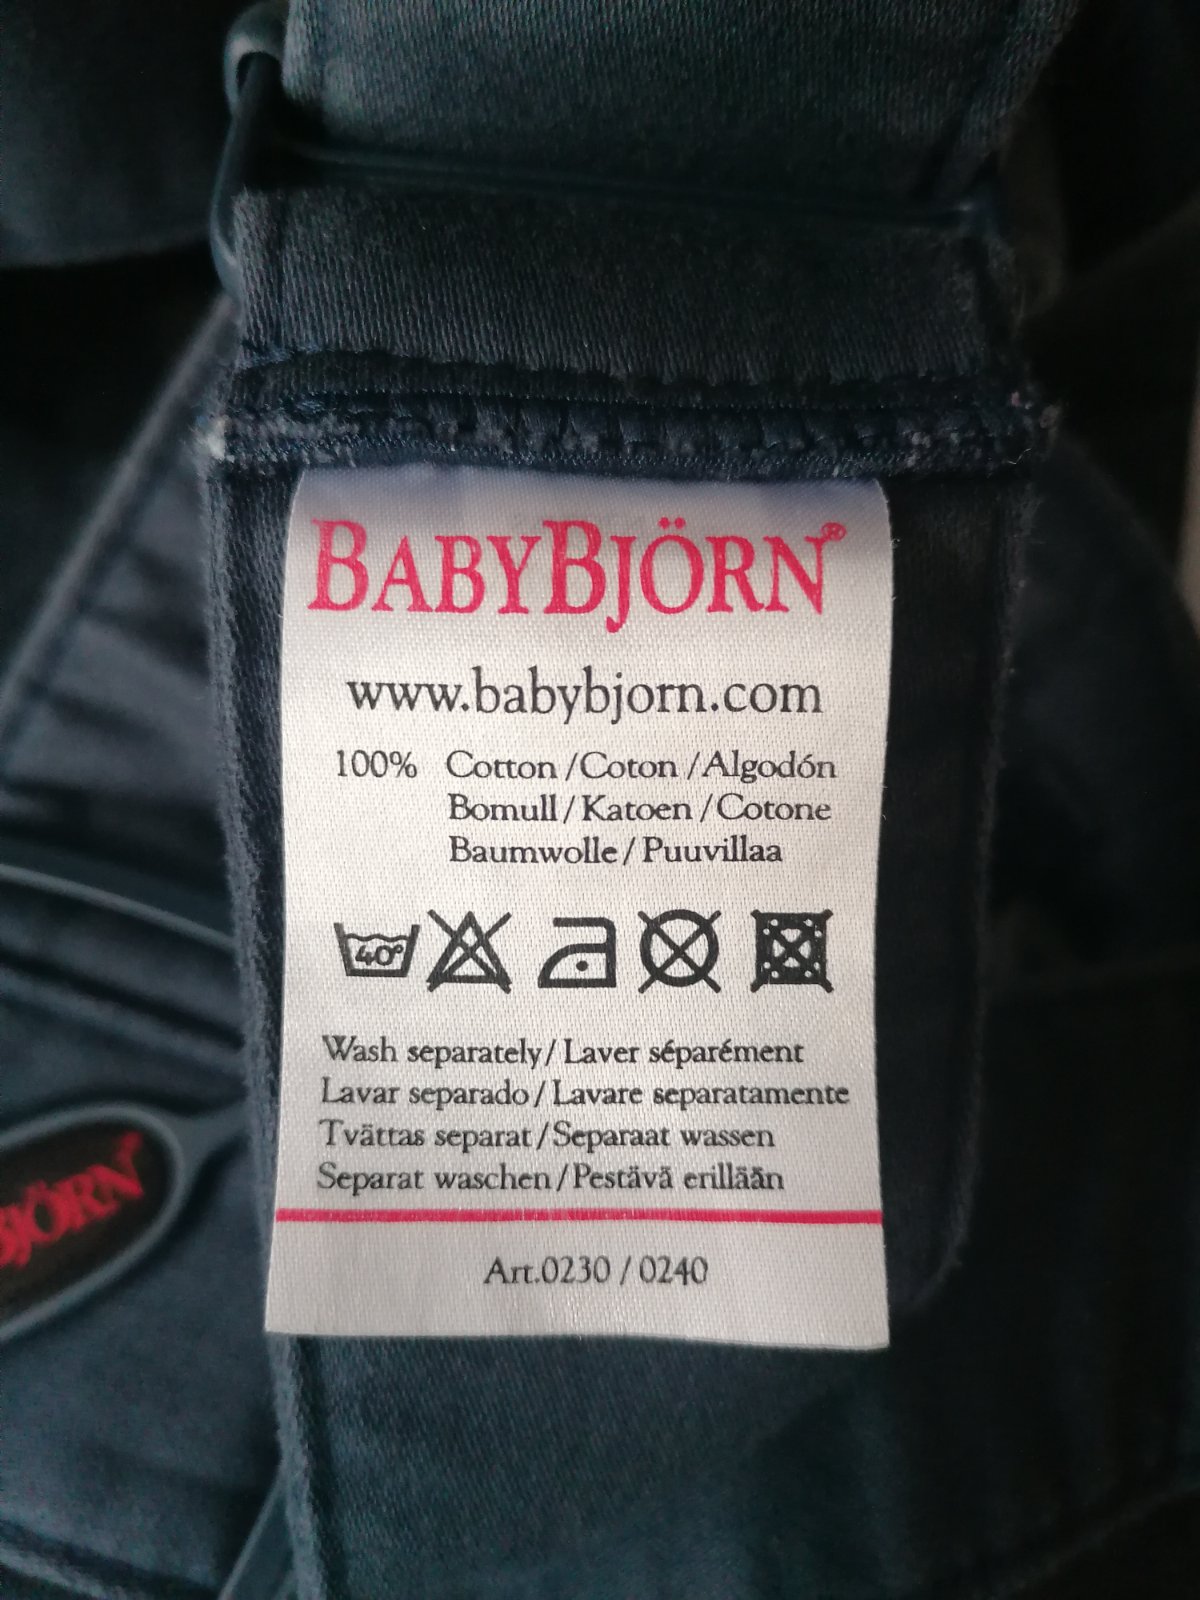 BABYBJÖRN®
www.babybjorn.com
100% Cotton / Coton / Algodón
Bomull / Katoen / Cotone
Baumwolle / Puuvillaa
40°
Wash separately / Laver séparément
Lavar separado / Lavare separatamente
Tvättas separat / Separaat wassen
Separat waschen / Pestävä erillään
Art.0230 / 0240
BJÖRN